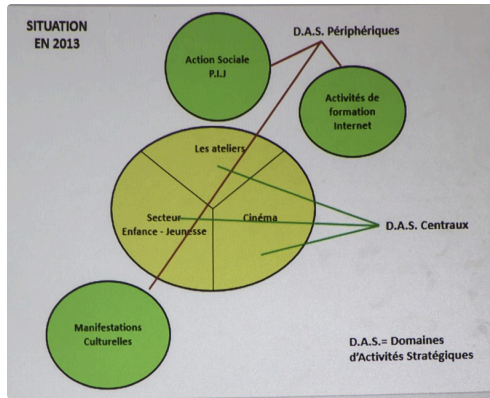 SITUATION
EN 2013
D.A.S. Périphériques
Action Sociale
P.I.J
Activités de
formation
Internet
Les ateliers
Secteur
Enfance - Jeunesse
Cinéma
D.A.S. Centraux
Manifestations
Culturelles
D.A.S.= Domaines
d'Activités Stratégiques